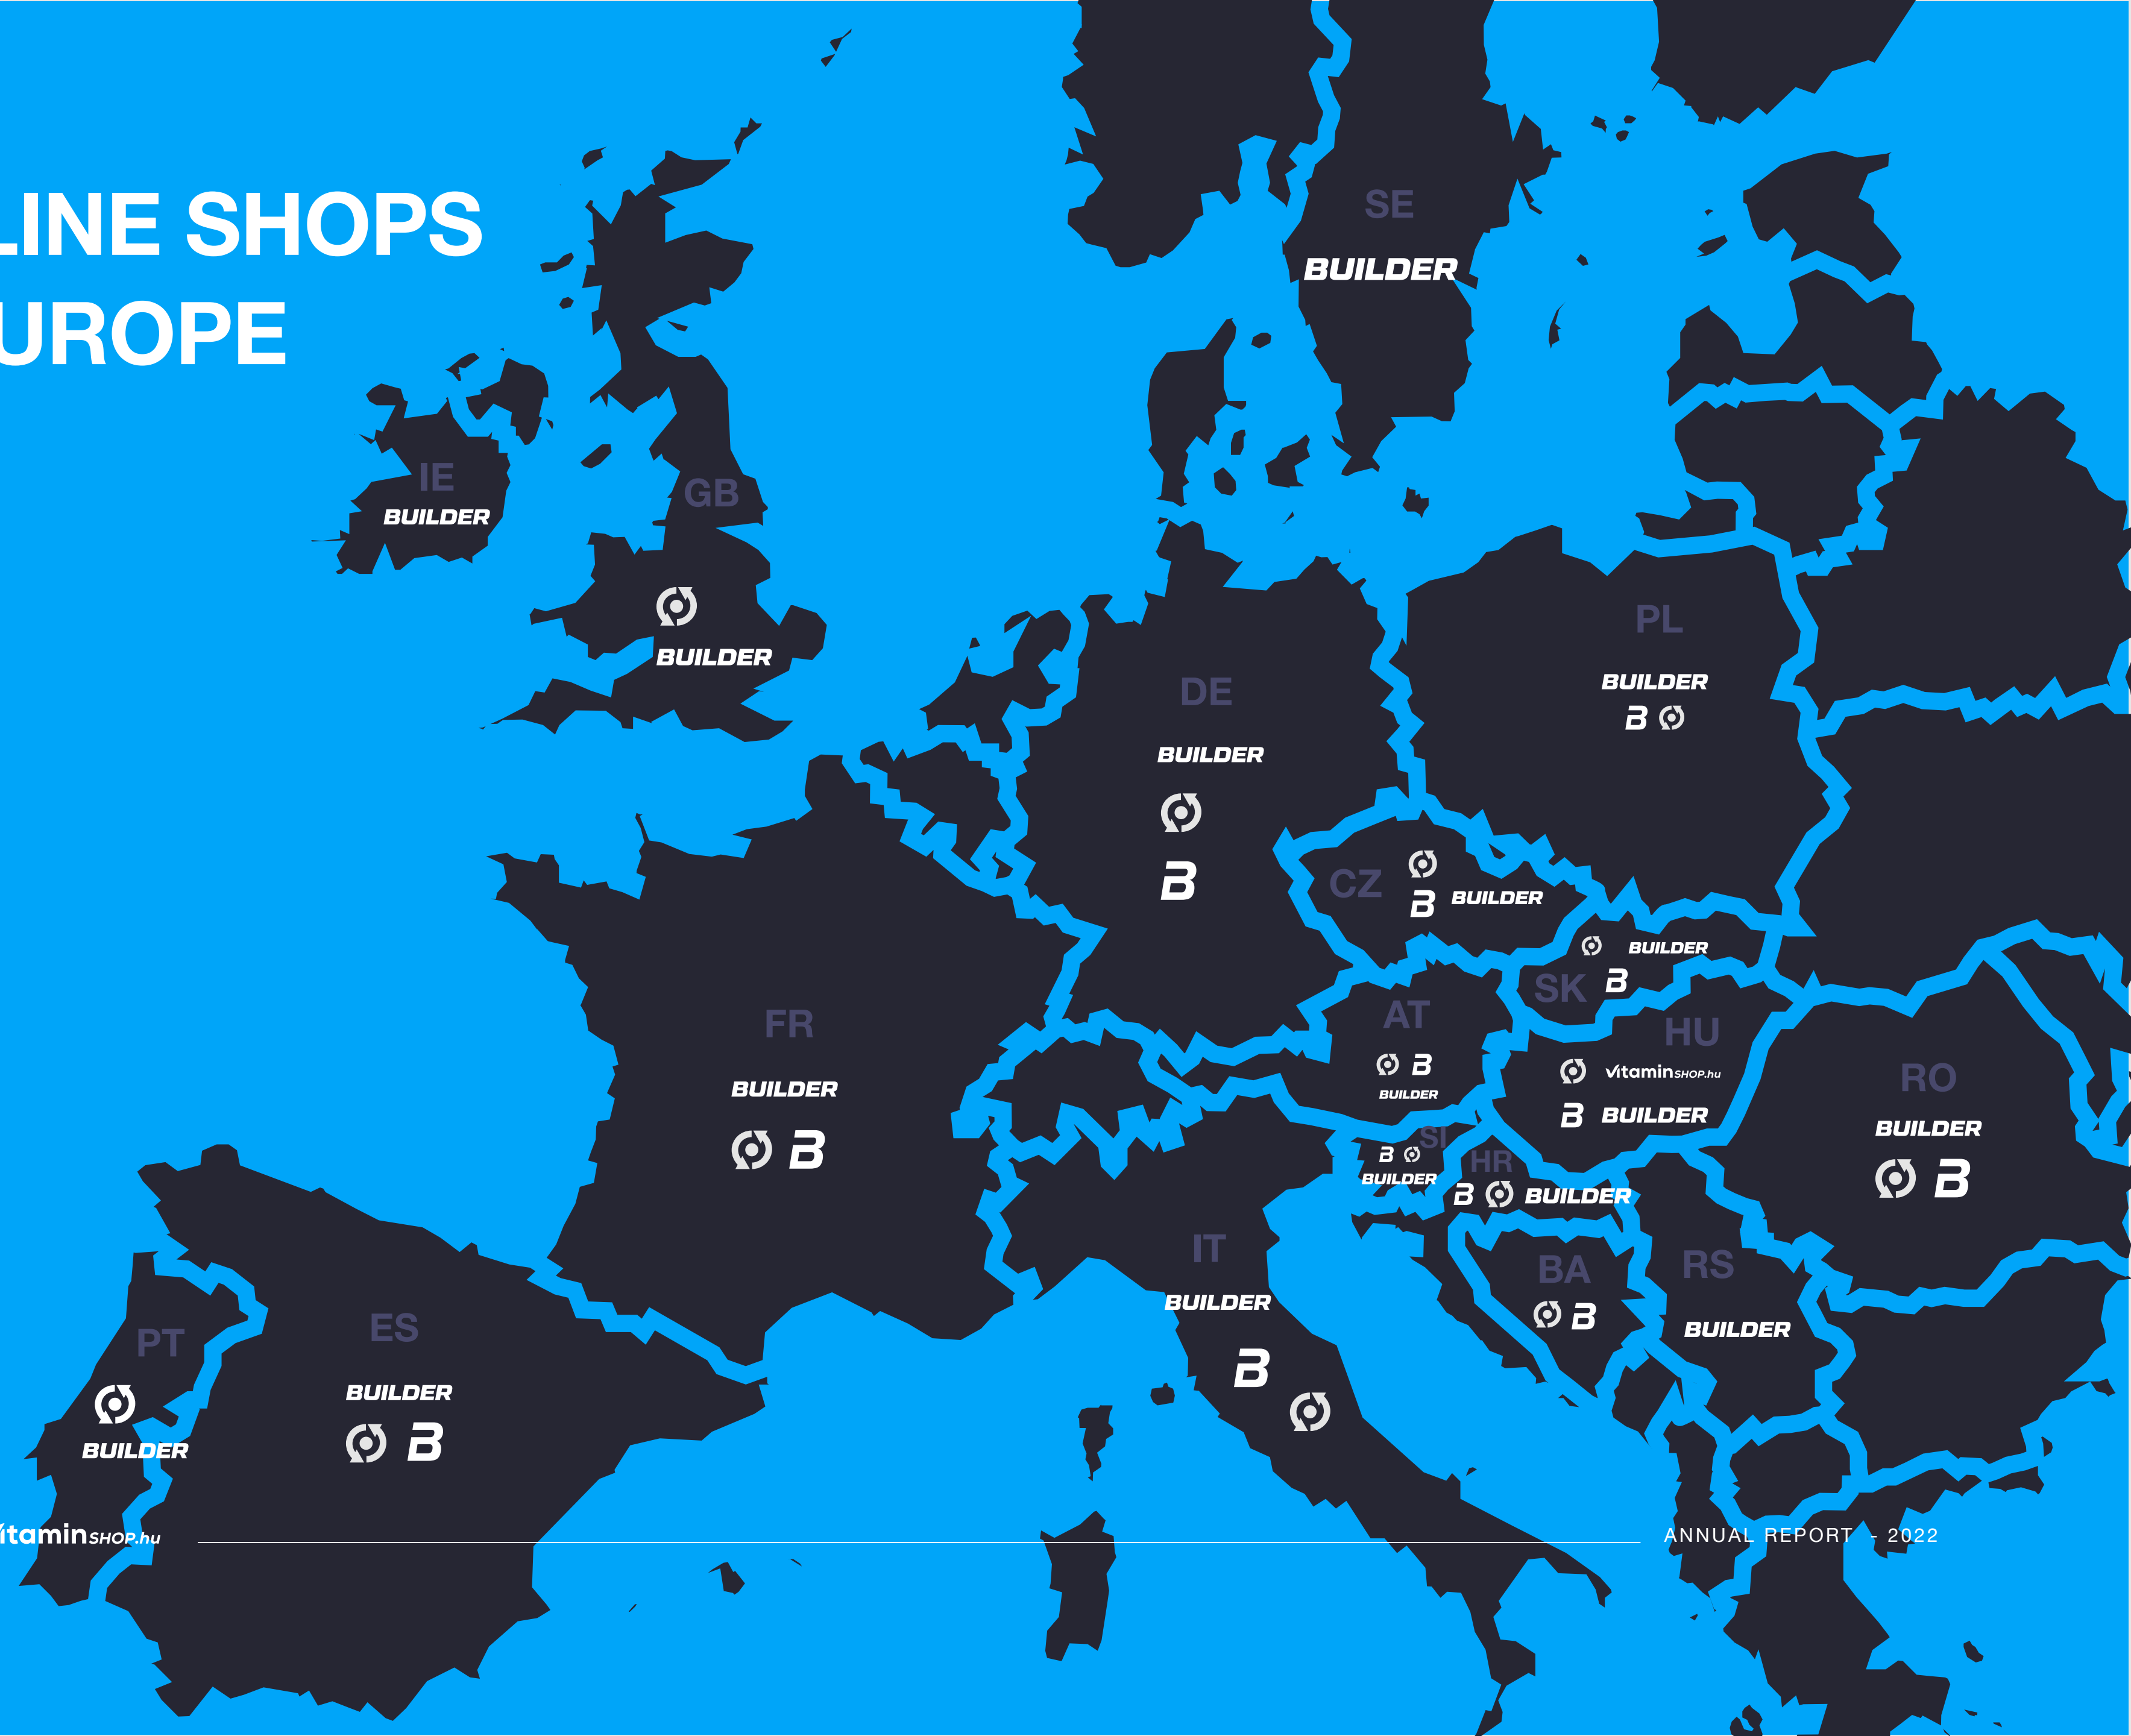 LINE SHOPS
UROPE
SE
BUILDER
IE
BUILDER
GB
BUILDER
PL
BUILDER
B
DE
BUILDER
B
CZ
B BUILDER
BUILDER
SK B
AT
B
BUILDER
HU
vitaminSHOP.hu
B BUILDER
FR
BUILDER
B
RO
BUILDER
B
SI
B
BUILDER
HR
B BUILDER
IT
BUILDER
B
BA
B
RS
BUILDER
PT
BUILDER
ES
BUILDER
B
itaminSHOP.hu
ANNUAL REPORT - 2022